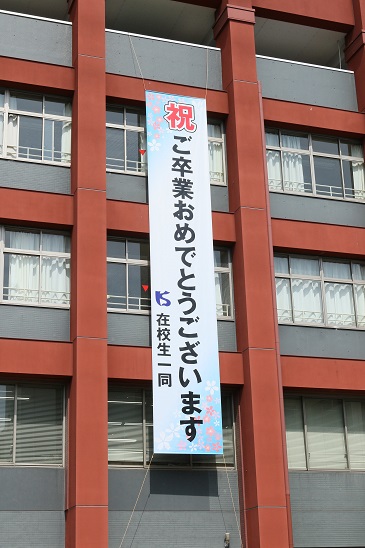 祝
ご卒業おめでとうございます
在校生一同